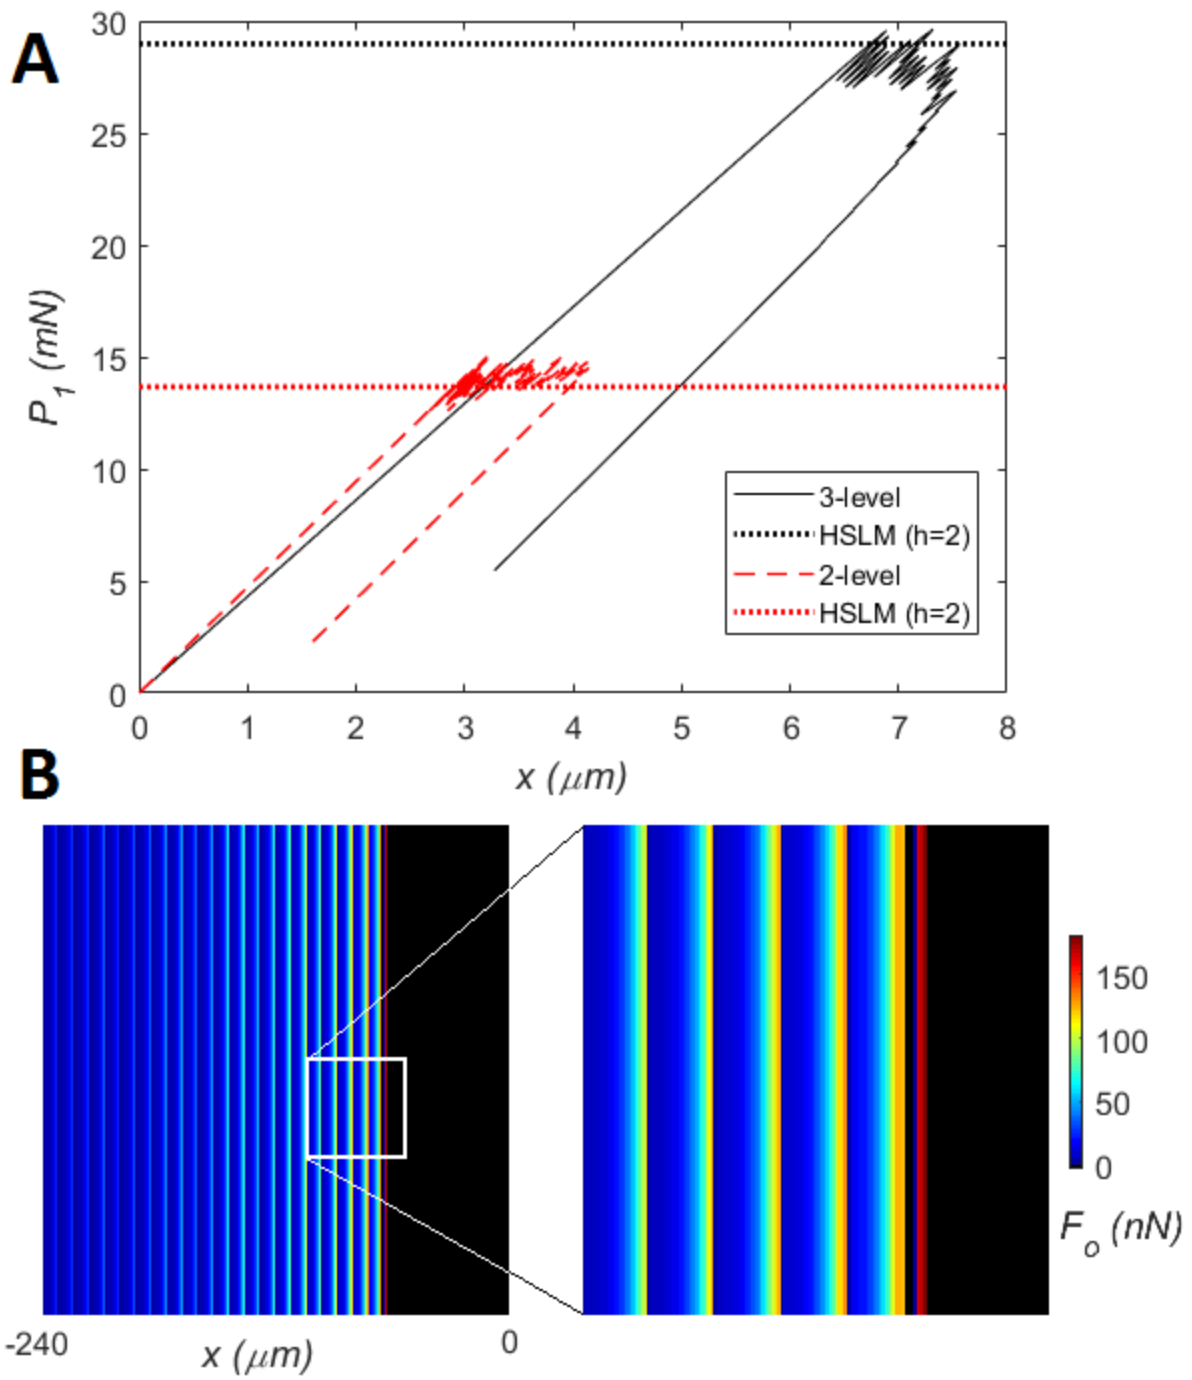 A
30
25
20
15
10
5
0
P1 (mN)
3-level
HSLM (h=2)
2-level
HSLM (h=2)
0 1 2 3 4 5 6 7 8
x (μm)
B
150
100
50
0
Fo (nN)
-240 0
x (μm)